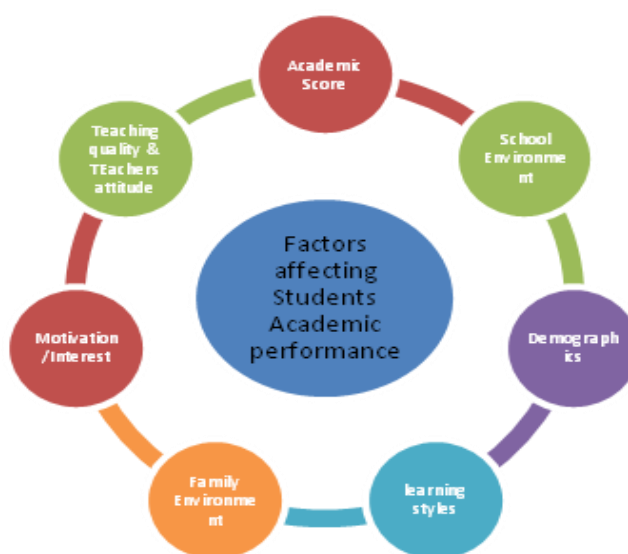 Academic
Score
School
Environme
nt
Demograph
ics
learning
styles
Family
Environme
nt
Motivation
/Interest
Teaching
quality &
TEachers
attitude
Factors
affecting
Students
Academic
performance